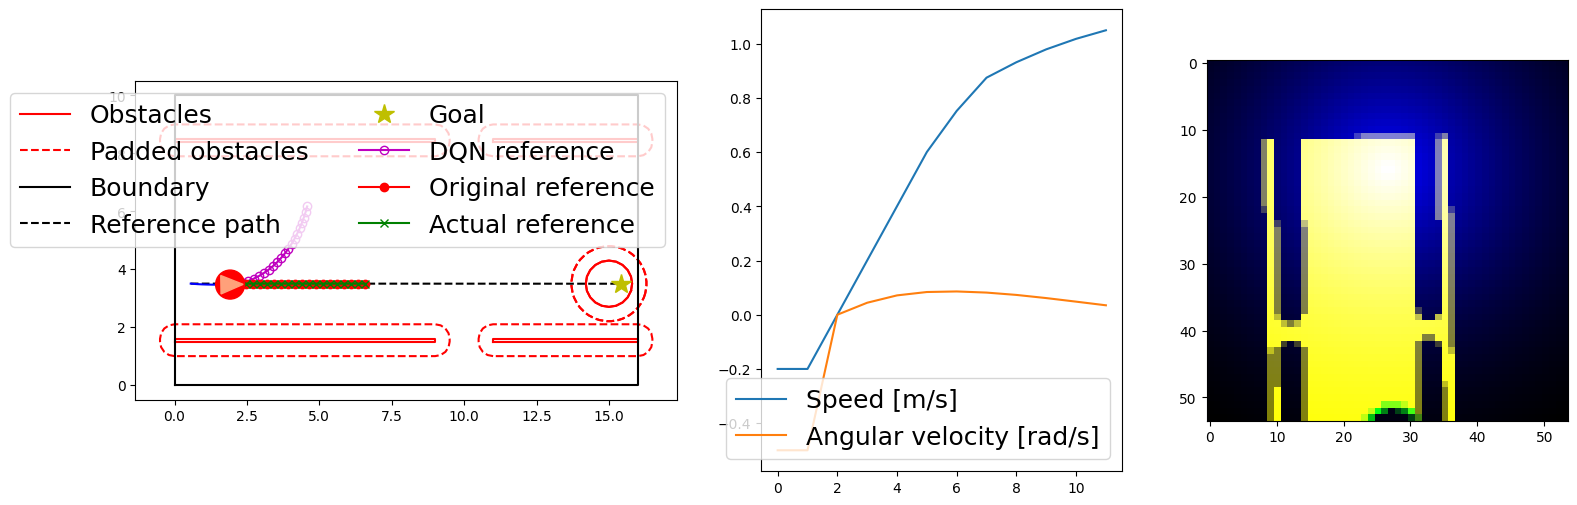 10
8
6
4
2
0
0.0 2.5 5.0 7.5 10.0 12.5 15.0
Obstacles
Padded obstacles
Boundary
Reference path
Goal
DQN reference
Original reference
Actual reference
1.0
0.8
0.6
0.4
0.2
0.0
−0.2
−0.4
0 2 4 6 8 10
Speed [m/s]
Angular velocity [rad/s]
0
10
20
30
40
50
0 10 20 30 40 50